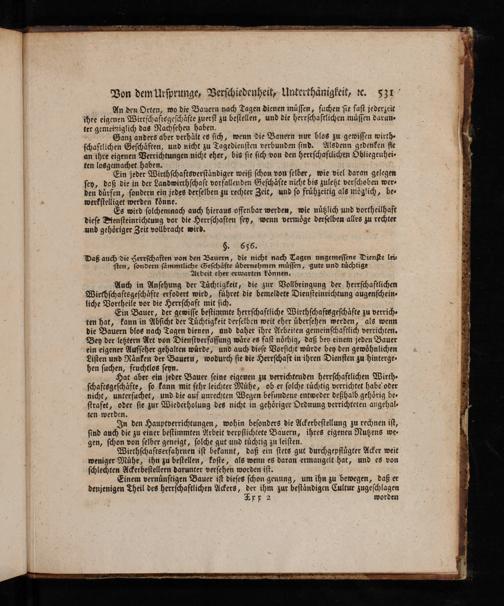 Von dem Ursprunge, Verschiedenheit, Unterthänigkeit, ꝛc. 531
An den Orten, wo die Bauern nach Tagen dienen müssen, suchen sie fast jederzeit
ihre eigenen Wirthschaftsgeschäfte zuerst zu bestellen, und die herrschaftlichen müssen darun-
ter gemeiniglich das Nachsehen haben.
Ganz anders aber verhält es sich, wenn die Bauern nur blos zu gewissen wirth-
schaftlichen Geschäften, und nicht zu Tagediensten verbunden sind. Alsdenn gedenken sie
an ihre eigenen Verrichtungen nicht eher, bis sie sich von den herrschaftlichen Obliegenhei-
ten losgemachet haben.
Ein jeder Wirthschaftsverständiger weiß schon von selber, wie viel daran gelegen
sey, daß die in der Landwirthschaft vorfallenden Geschäfte nicht bis zuletzt verschoben wer-
den dürfen, sondern ein jedes derselben zu rechter Zeit, und so frühzeitig als möglich, be-
werkstelliget werden könne.
Es wird solchemnach auch hieraus offenbar werden, wie nützlich und vortheilhaft
diese Diensteinrichtung vor die Herrschaften sey, wenn vermöge derselben alles zu rechter
und gehöriger Zeit vollbracht wird.
§. 636.
Daß auch die Herrschaften von den Bauern, die nicht nach Tagen ungemessene Dienste lei-
sten, sondern sämmtliche Geschäfte übernehmen müssen, gute und tüchtige
Arbeit eher erwarten können.
Auch in Ansehung der Tüchtigkeit, die zur Vollbringung der herrschaftlichen
Wirthschaftsgeschäfte erfodert wird, führet die bemeldete Diensteinrichtung augenschein-
liche Vortheile vor die Herrschaft mit sich.
Ein Bauer, der gewisse bestimmte herrschaftliche Wirthschaftsgeschäfte zu verrich-
ten hat, kann in Absicht der Tüchtigkeit derselben weit eher übersehen werden, als wenn
die Bauern blos nach Tagen dienen, und daher ihre Arbeiten gemeinschaftlich verrichten.
Bey der letztern Art von Dienstverfassung wäre es fast nöthig, daß bey einem jeden Bauer
ein eigener Aufseher gehalten würde, und auch diese Vorsicht würde bey den gewöhnlichen
Listen und Ränken der Bauern, wodurch sie die Herrschaft in ihren Diensten zu hinterge-
hen suchen, fruchtlos seyn.
Hat aber ein jeder Bauer seine eigenen zu verrichtenden herrschaftlichen Wirth-
schaftsgeschäfte, so kann mit sehr leichter Mühe, ob er solche tüchtig verrichtet habe oder
nicht, untersuchet, und die auf unrechten Wegen befundene entweder deßhalb gehörig be-
strafet, oder sie zur Wiederholung des nicht in gehöriger Ordnung verrichteten angehal-
ten werden.
In den Hauptverrichtungen, wohin besonders die Ackerbestellung zu rechnen ist,
sind auch die zu einer bestimmten Arbeit verpflichtete Bauern, ihres eigenen Nutzens we-
gen, schon von selber geneigt, solche gut und tüchtig zu leisten.
Wirthschaftserfahrnen ist bekannt, daß ein stets gut durchgepflügter Acker weit
weniger Mühe, ihn zu bestellen, koste, als wenn es daran ermangelt hat, und es von
schlechten Ackerbestellern darunter versehen worden ist.
Einem vernünftigen Bauer ist dieses schon genung, um ihn zu bewegen, daß er
denjenigen Theil des herrschaftlichen Ackers, der ihm zur beständigen Cultur zugeschlagen
Xxx 2 worden